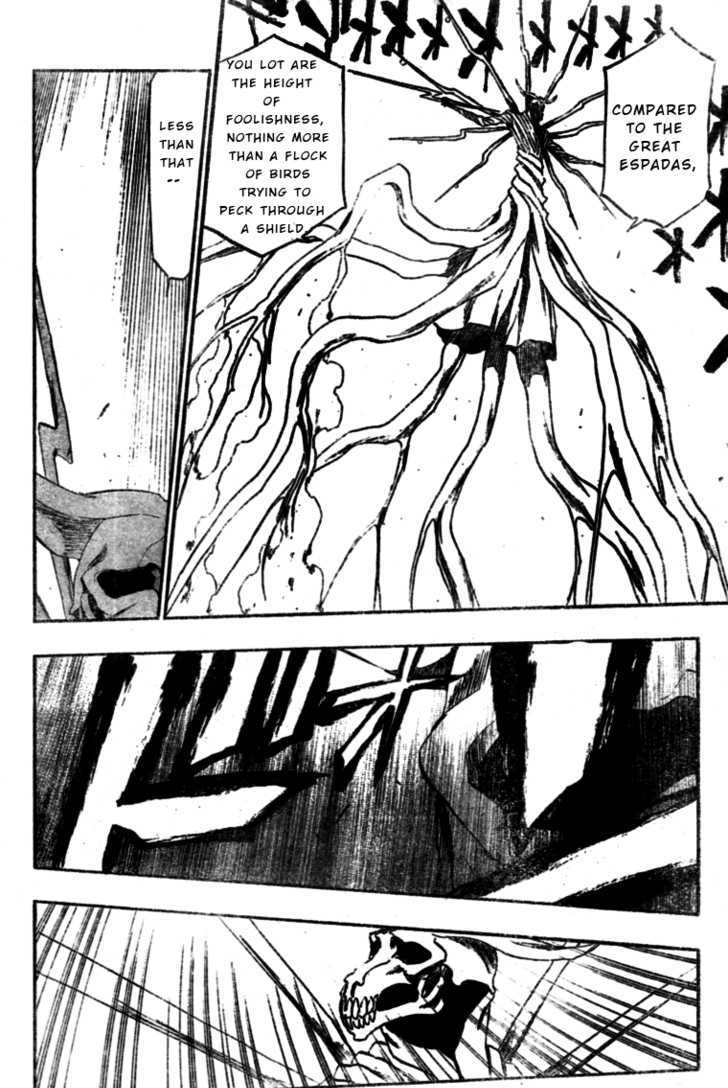 COMPARED
TO THE
GREAT
ESPADAS,
YOU LOT ARE
THE HEIGHT
OF
FOOLISHNESS,
NOTHING MORE
THAN A FLOCK
OF BIRDS
TRYING TO
PECK THROUGH
A SHIELD.
LESS
THAN
THAT
--